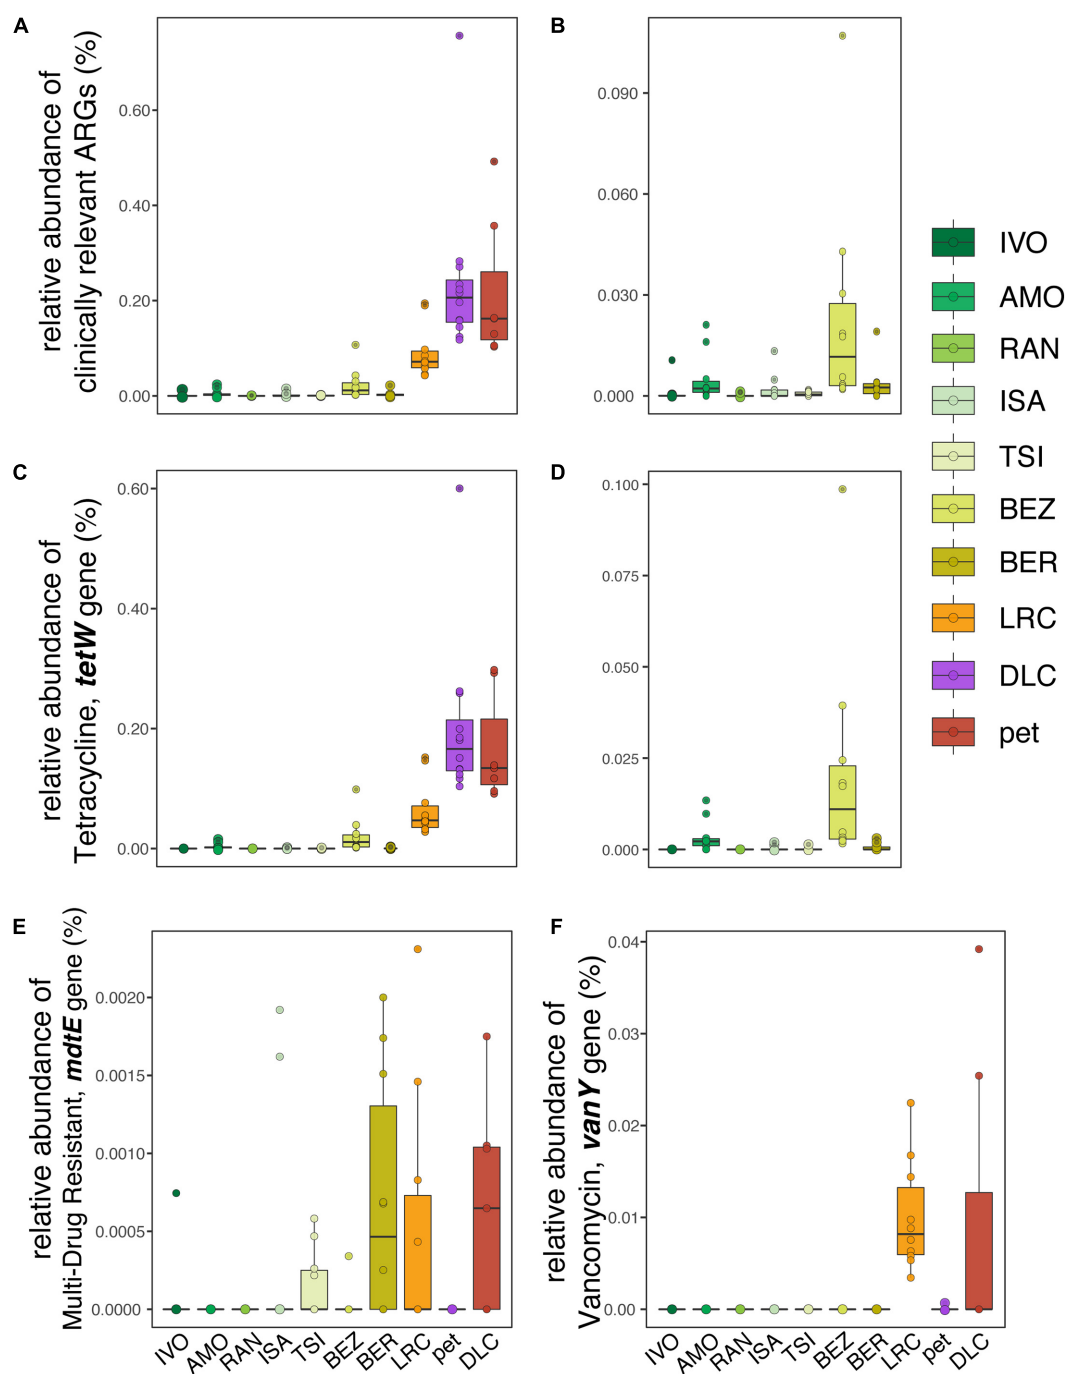 A
relative abundance of
clinically relevant ARGs (%)
0.60
0.40
0.20
0.00
B
0.090
0.060
0.030
0.000
IVO
AMO
RAN
ISA
TSI
BEZ
BER
LRC
DLC
pet
C
relative abundance of
Tetracycline, tetW gene (%)
0.60
0.40
0.20
0.00
D
0.100
0.075
0.050
0.025
0.000
E
relative abundance of
Multi-Drug Resistant, mdtE gene (%)
0.0020
0.0015
0.0010
0.0005
0.0000
IVO AMO RAN ISA TSI BEZ BER LRC pet DLC
F
relative abundance of
Vancomycin, vanY gene (%)
0.04
0.03
0.02
0.01
0.00
IVO AMO RAN ISA TSI BEZ BER LRC pet DLC